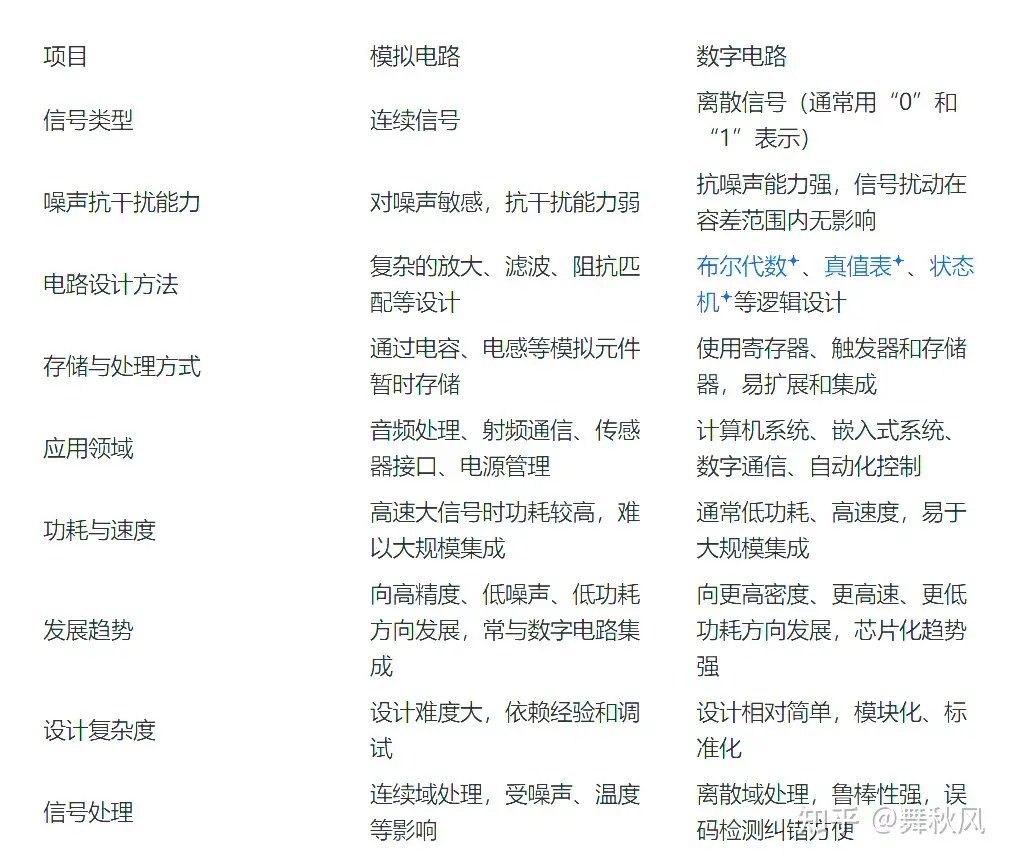 项目
模拟电路
数字电路
信号类型
连续信号
离散信号（通常用“0”和
“1”表示）
噪声抗干扰能力
对噪声敏感，抗干扰能力弱
抗噪声能力强，信号扰动在
容差范围内无影响
电路设计方法
复杂的放大、滤波、阻抗匹
配等设计
布尔代数、真值表、状态
机等逻辑设计
存储与处理方式
通过电容、电感等模拟元件
暂时存储
使用寄存器、触发器和存储
器，易扩展和集成
应用领域
音频处理、射频通信、传感
器接口、电源管理
计算机系统、嵌入式系统、
数字通信、自动化控制
功耗与速度
高速大信号时功耗较高，难
以大规模集成
通常低功耗、高速度，易于
大规模集成
发展趋势
向高精度、低噪声、低功耗
方向发展，常与数字电路集
成
向更高密度、更高速、更低
功耗方向发展，芯片化趋势
强
设计复杂度
设计难度大，依赖经验和调
试
设计相对简单，模块化、标
准化
信号处理
连续域处理，受噪声、温度
等影响
离散域处理，鲁棒性强，误
码检测纠错方便
知乎 @舞秋风